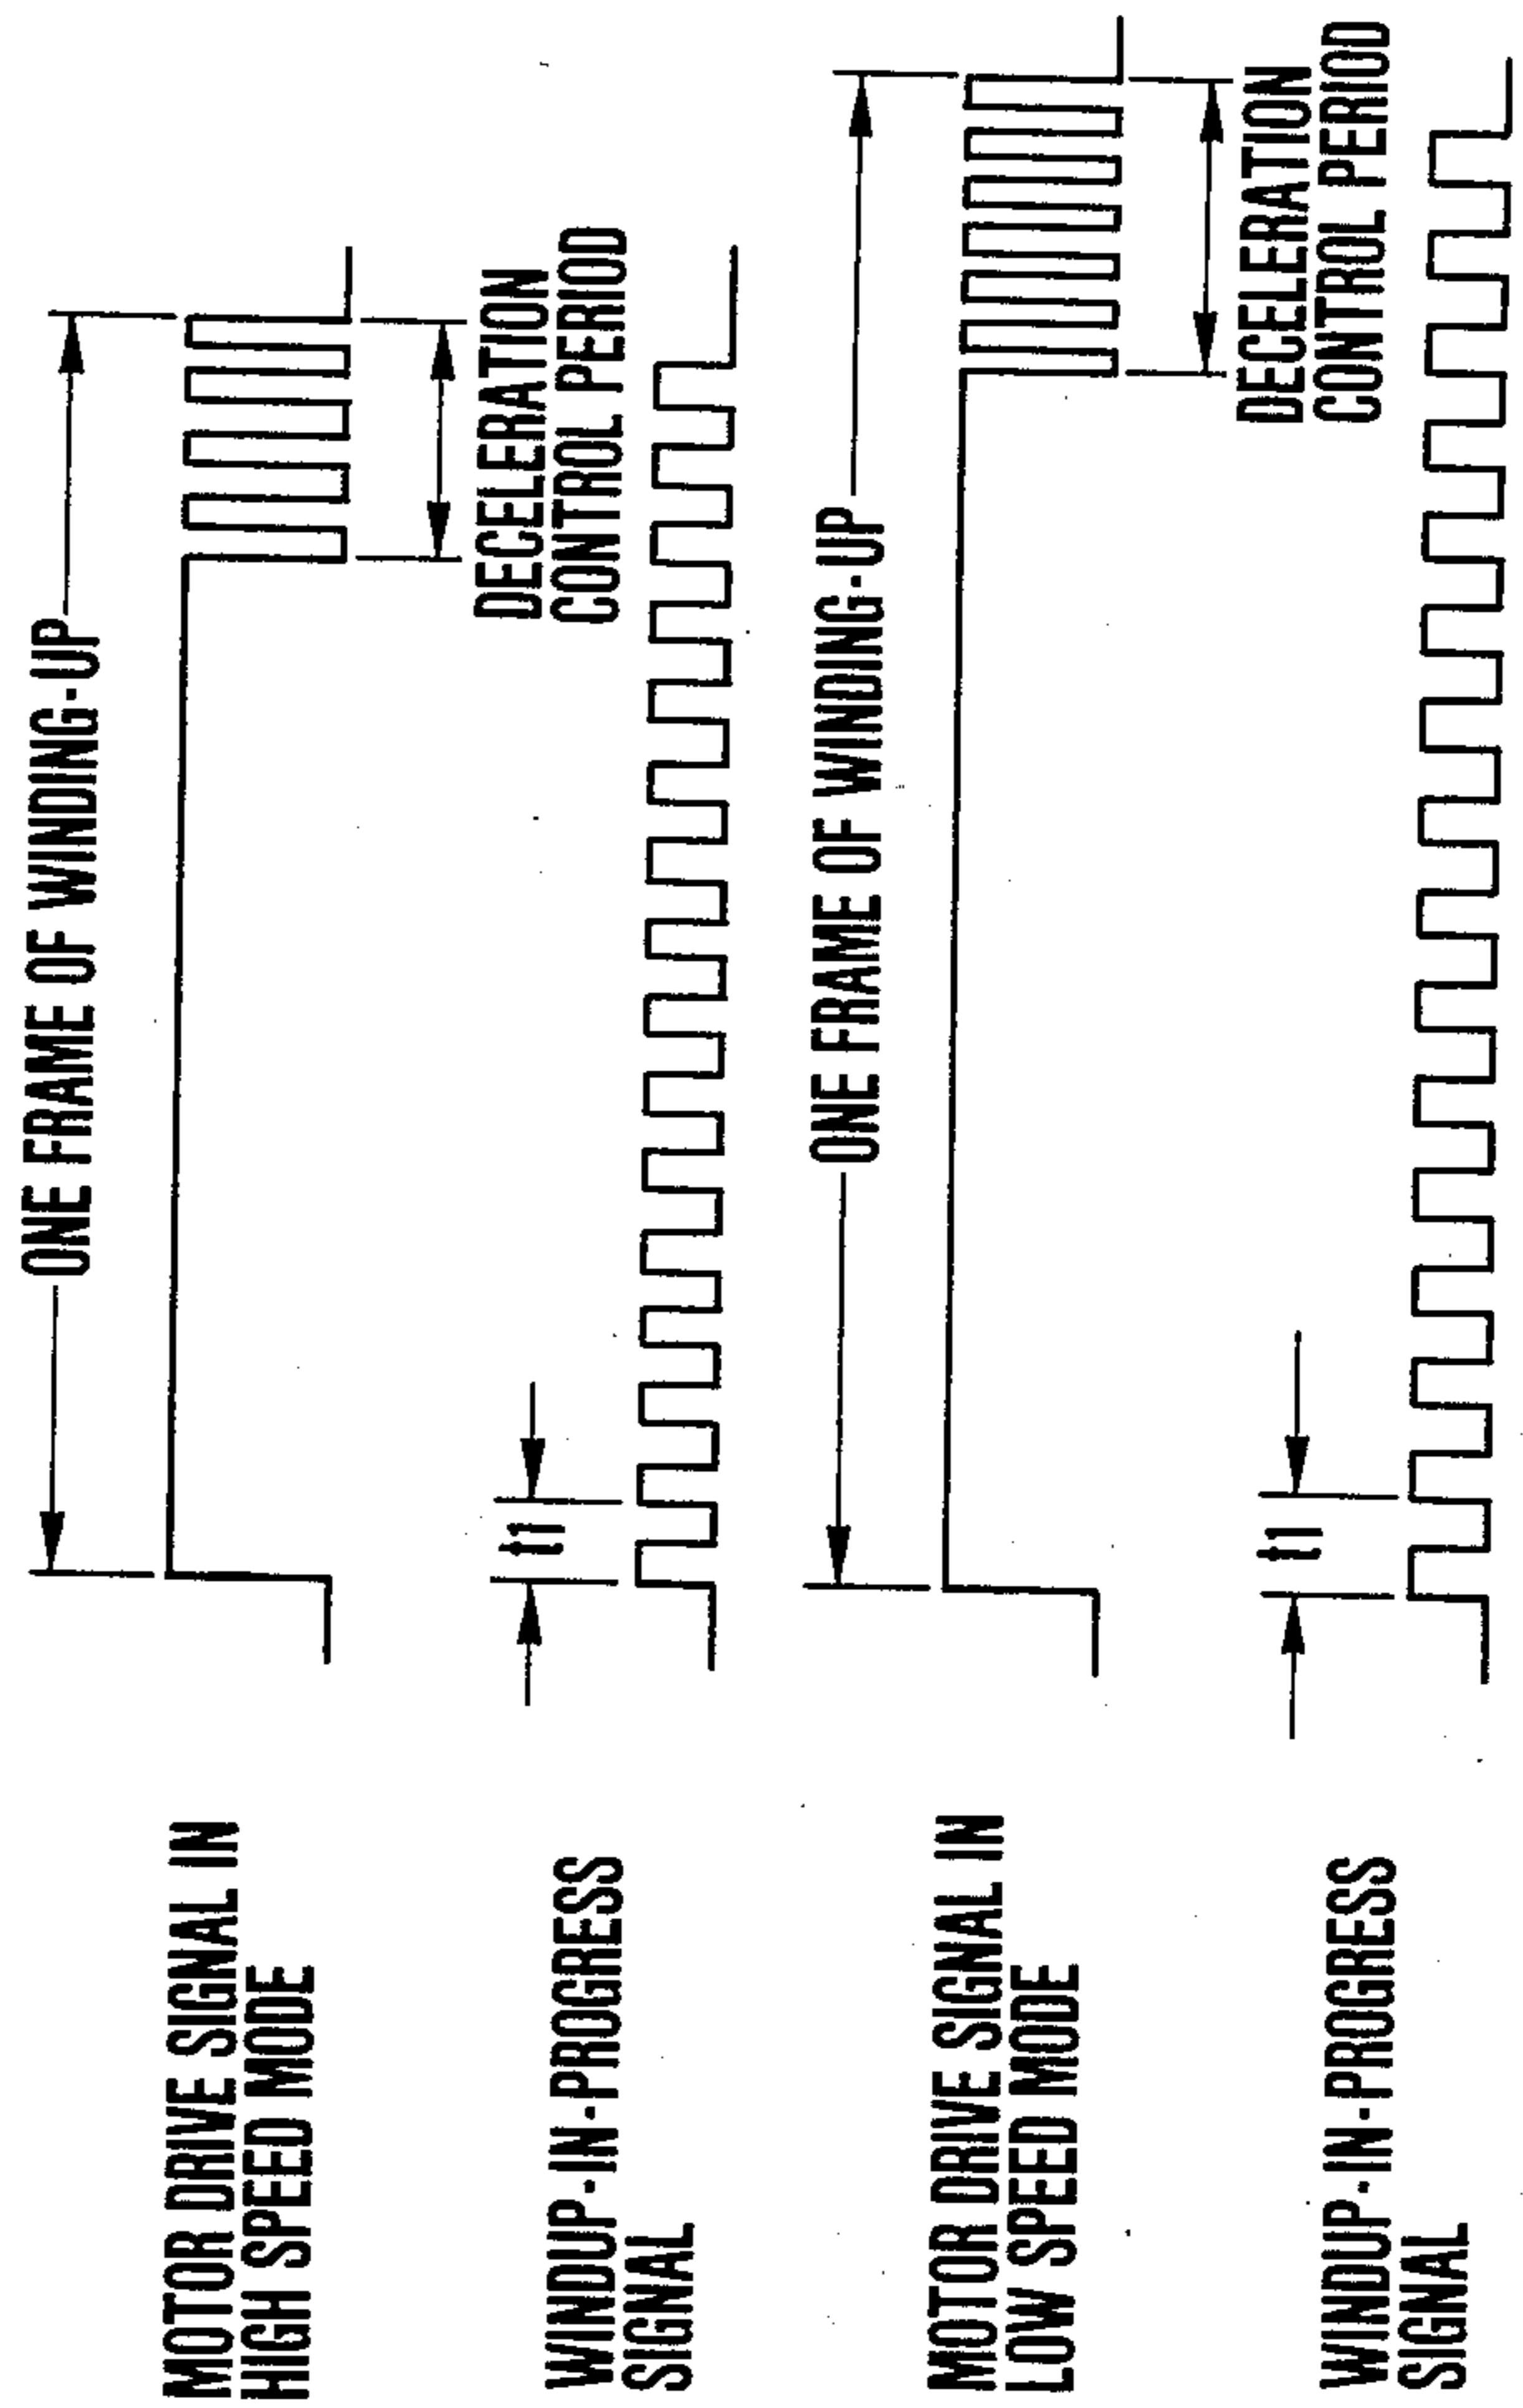 ONE FRAME OF WINDING-UP
MOTOR DRIVE SIGNAL IN
HIGH SPEED MODE
DECELERATION
CONTROL PERIOD
t1
WINDUP-IN-PROGRESS
SIGNAL
ONE FRAME OF WINDING-UP
MOTOR DRIVE SIGNAL IN
LOW SPEED MODE
DECELERATION
CONTROL PERIOD
t1
WINDUP-IN-PROGRESS
SIGNAL